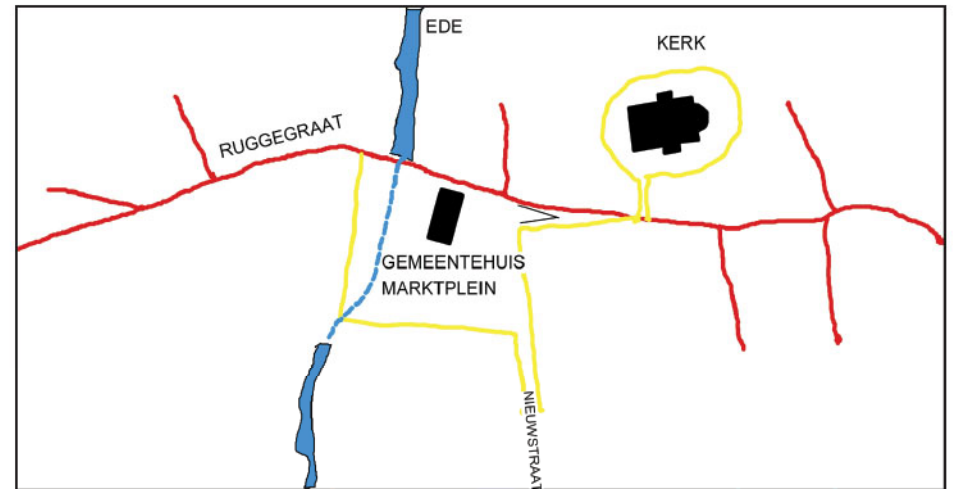 EDE
KERK
RUGGEGRAAT
GEMEENTEHUIS
MARKTPLEIN
NIEUWSTRAAT